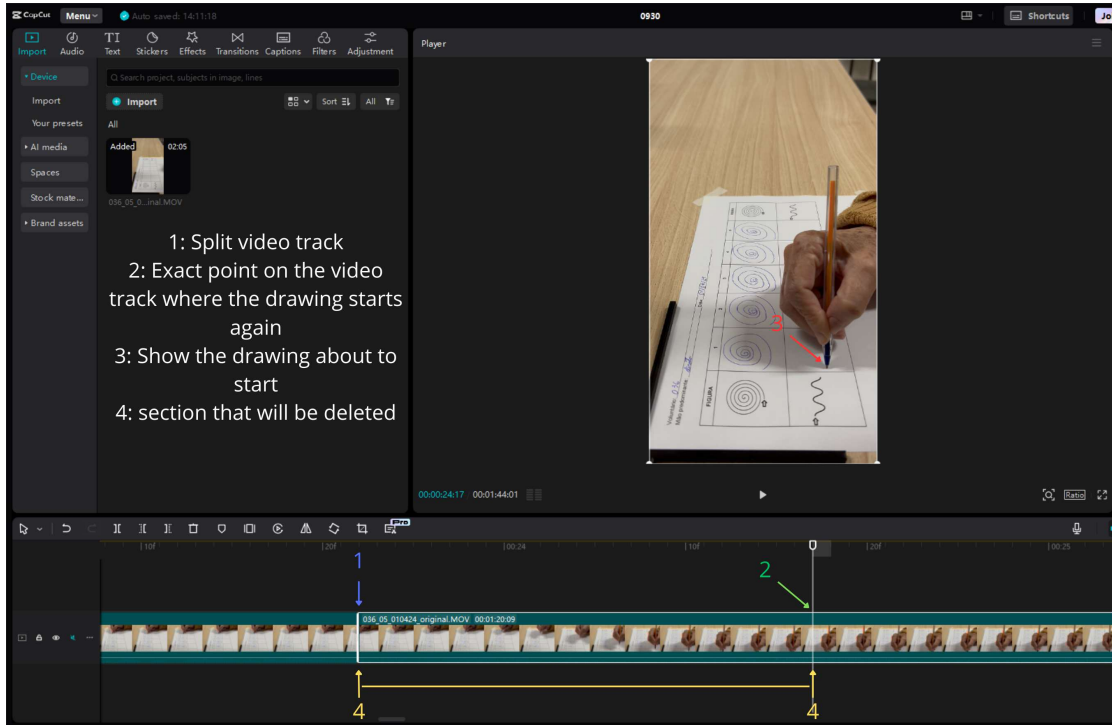 CapCut Menu Auto saved: 14:11:18 0930 Shortcuts Jo
Import Audio Text Stickers Effects Transitions Captions Filters Adjustment
Player
Device
Search project, subjects in image, lines
Import
Import Sort All
Your presets
All
AI media
Added 02:05
Spaces
Stock mate...
036_05_0...inal.MOV
Brand assets
1: Split video track
2: Exact point on the video
track where the drawing starts
again
3: Show the drawing about to
start
4: section that will be deleted
3
FIGURA
00:00:24:17 00:01:44:01
Ratio
Pro
10f 20f 00:24 10f 20f 00:25
1
2
036_05_010424_original.MOV 00:01:20:09
4 4